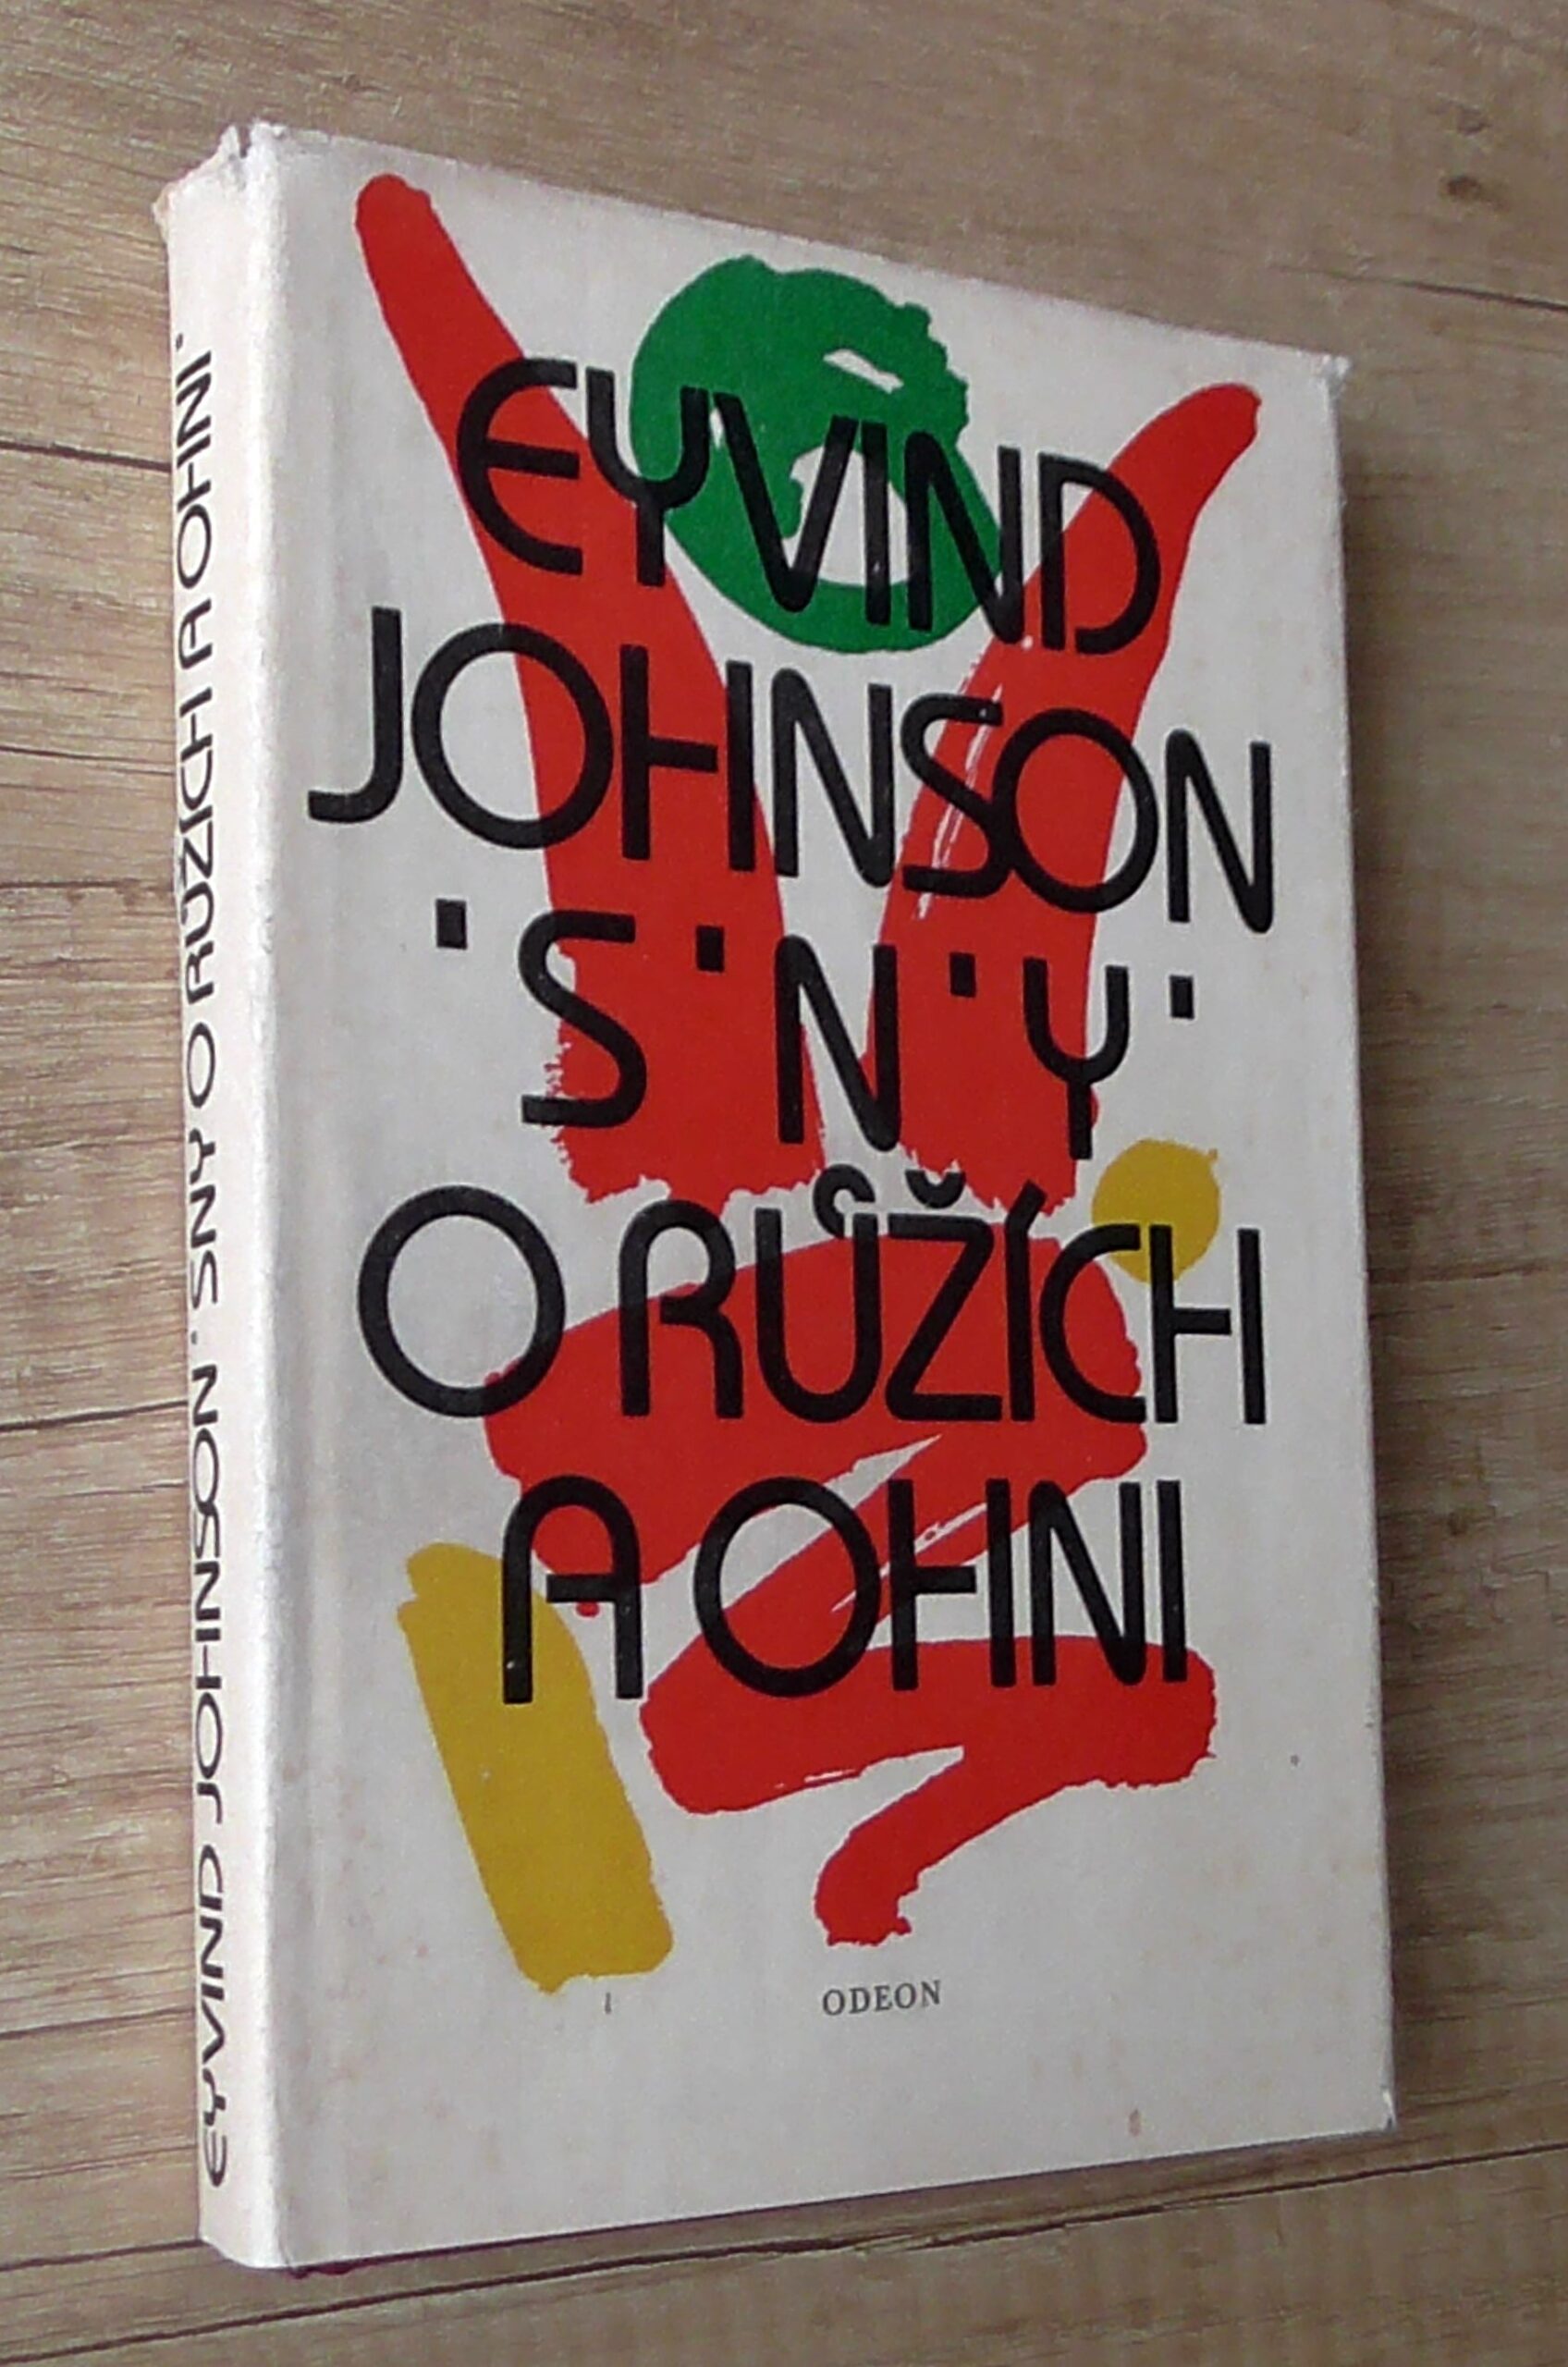 EYVIND JOHNSON · SNY O RŮŽÍCH A OHNI ·
EYVIND
JOHNSON
· S · N · Y ·
O RŮŽÍCH
A OHNI
ODEON